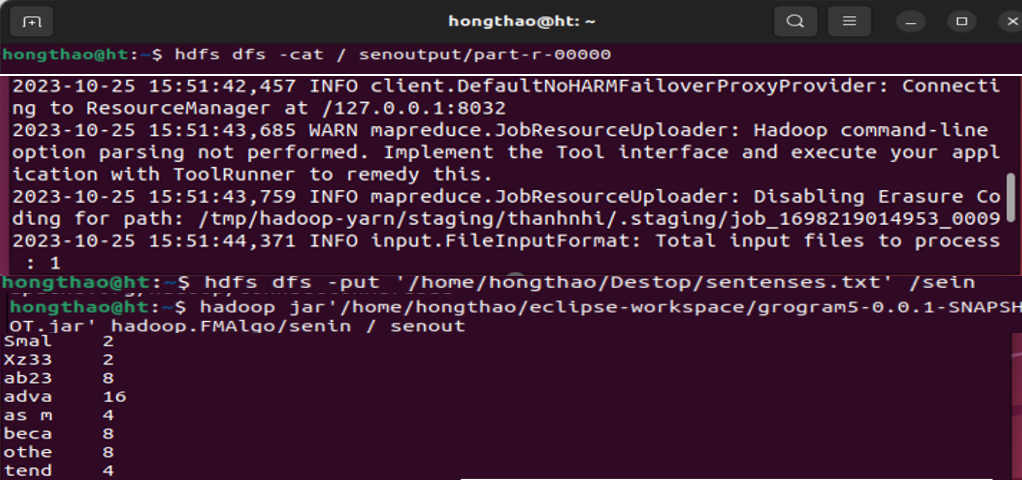 hongthao@ht: ~
hongthao@ht:~$ hdfs dfs -cat / senoutput/part-r-00000
2023-10-25 15:51:42,457 INFO client.DefaultNoHARMFailoverProxyProvider: Connecti
ng to ResourceManager at /127.0.0.1:8032
2023-10-25 15:51:43,685 WARN mapreduce.JobResourceUploader: Hadoop command-line
option parsing not performed. Implement the Tool interface and execute your appl
ication with ToolRunner to remedy this.
2023-10-25 15:51:43,759 INFO mapreduce.JobResourceUploader: Disabling Erasure Co
ding for path: /tmp/hadoop-yarn/staging/thanhnhi/.staging/job_1698219014953_0009
2023-10-25 15:51:44,371 INFO input.FileInputFormat: Total input files to process
: 1
hongthao@ht:~$ hdfs dfs -put '/home/hongthao/Destop/sentenses.txt' /sein
hongthao@ht:~$ hadoop jar'/home/hongthao/eclipse-workspace/grogram5-0.0.1-SNAPSH
OT.jar' hadoop.FMAlgo/senin / senout
Smal 2
Xz33 2
ab23 8
adva 16
as m 4
beca 8
othe 8
tend 4